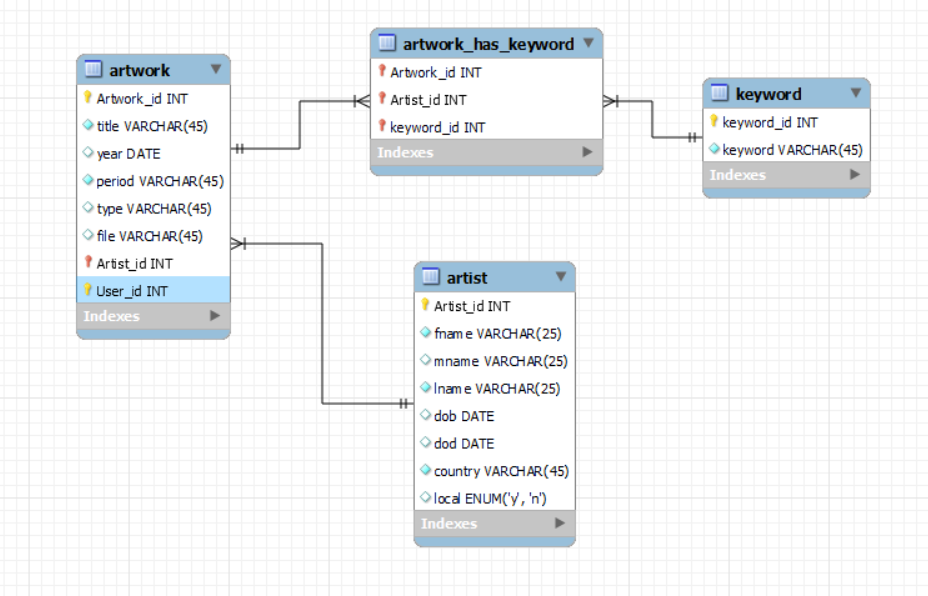 artwork
Artwork_id INT
title VARCHAR(45)
year DATE
period VARCHAR(45)
type VARCHAR(45)
file VARCHAR(45)
Artist_id INT
User_id INT
Indexes
artwork_has_keyword
Artwork_id INT
Artist_id INT
keyword_id INT
Indexes
keyword
keyword_id INT
keyword VARCHAR(45)
Indexes
artist
Artist_id INT
fname VARCHAR(25)
mname VARCHAR(25)
lname VARCHAR(25)
dob DATE
dod DATE
country VARCHAR(45)
local ENUM('y', 'n')
Indexes